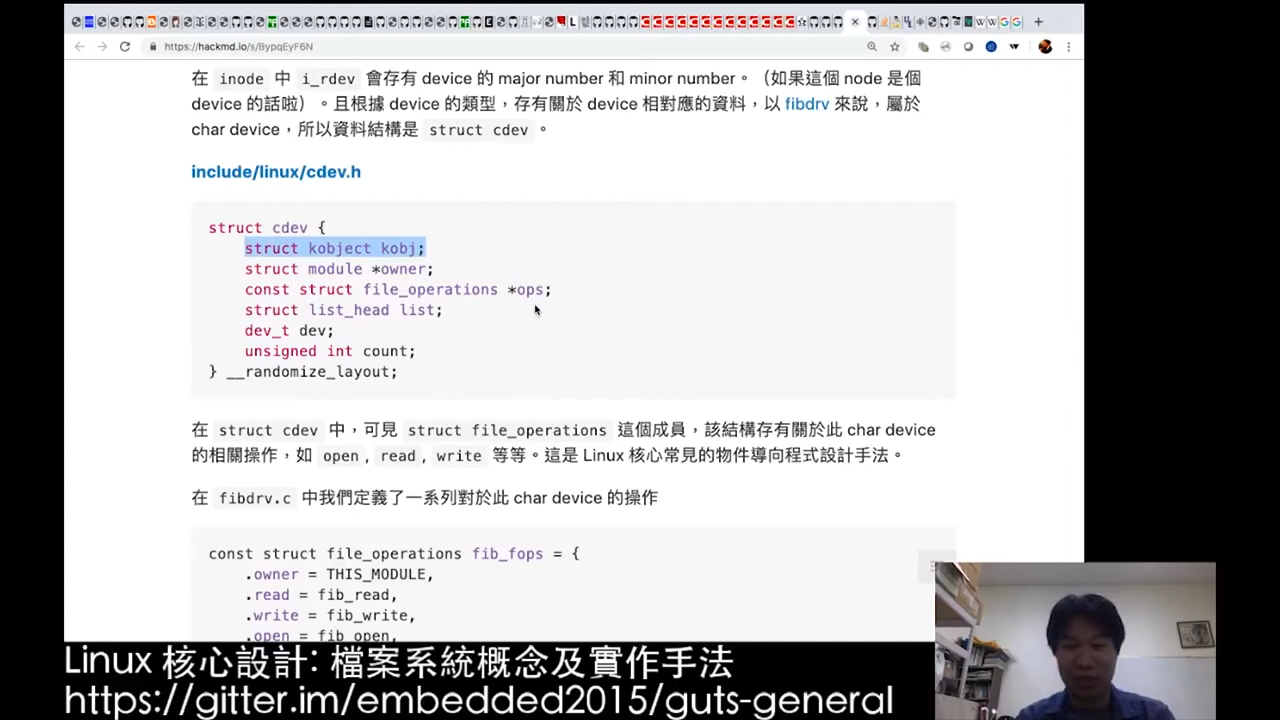 https://hackmd.io/s/BypqEyF6N
在 inode 中 i_rdev 會存有 device 的 major number 和 minor number。（如果這個 node 是個
device 的話啦）。且根據 device 的類型，存有關於 device 相對應的資料，以 fibdrv 來說，屬於
char device，所以資料結構是 struct cdev 。
include/linux/cdev.h
struct cdev {
struct kobject kobj;
struct module *owner;
const struct file_operations *ops;
struct list_head list;
dev_t dev;
unsigned int count;
} __randomize_layout;
在 struct cdev 中，可見 struct file_operations 這個成員，該結構存有關於此 char device
的相關操作，如 open , read , write 等等。這是 Linux 核心常見的物件導向程式設計手法。
在 fibdrv.c 中我們定義了一系列對於此 char device 的操作
const struct file_operations fib_fops = {
.owner = THIS_MODULE,
.read = fib_read,
.write = fib_write,
.open = fib_open,
Linux 核心設計: 檔案系統概念及實作手法
https://gitter.im/embedded2015/guts-general